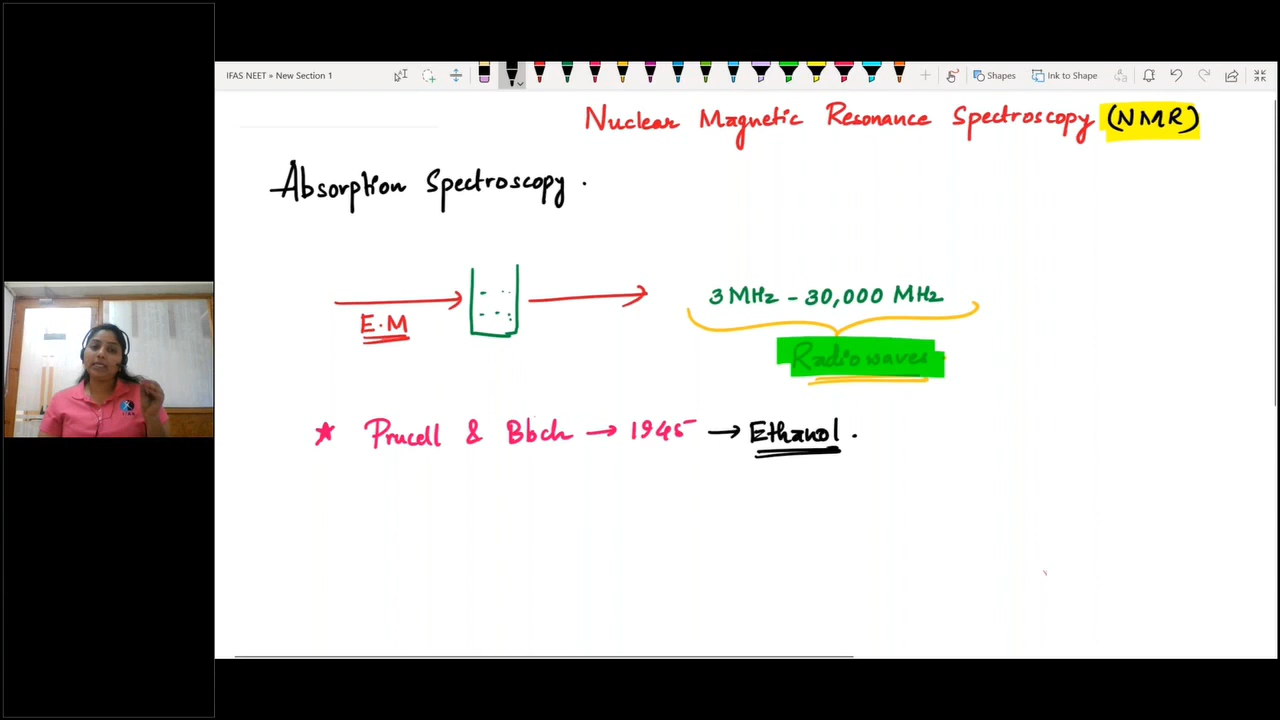 IFAS NEET » New Section 1
Shapes
Ink to Shape
Nuclear Magnetic Resonance Spectroscopy (NMR)
Absorption Spectroscopy .
E.M
3 MHz - 30,000 MHz
Radiowaves
★ Prucell & Bbch → 1945 → Ethanol .